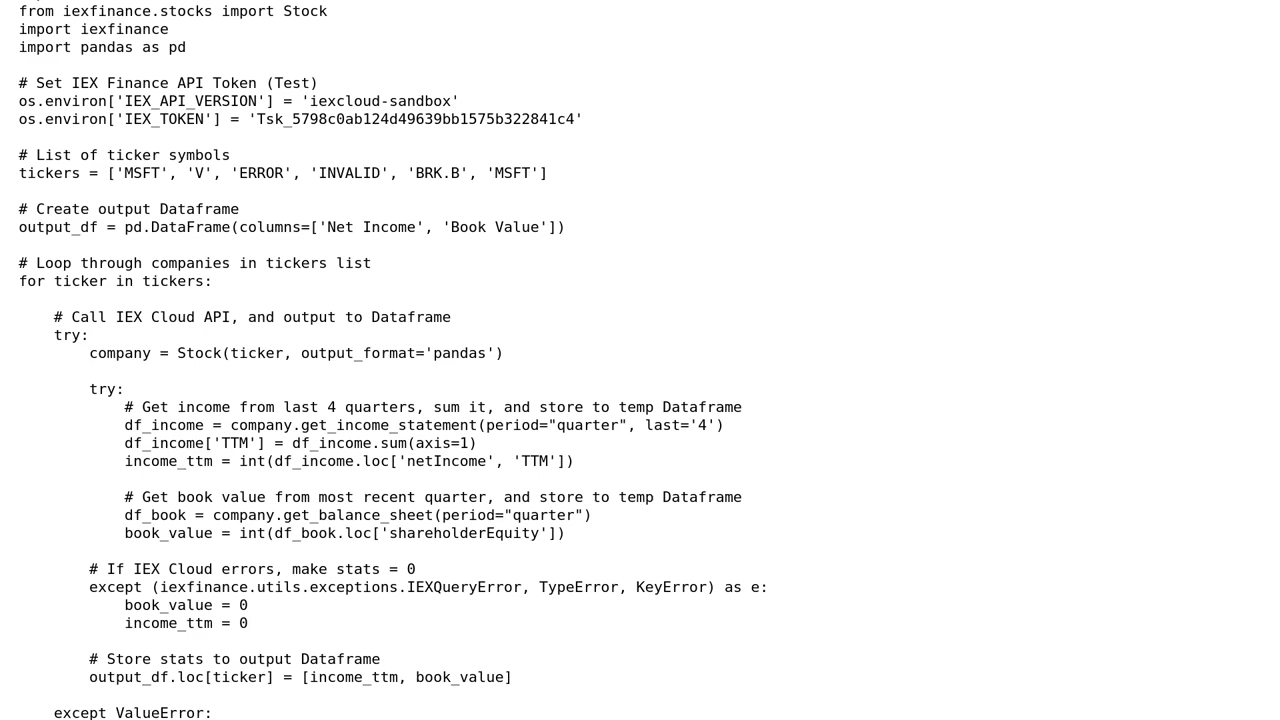 from iexfinance.stocks import Stock
import iexfinance
import pandas as pd

# Set IEX Finance API Token (Test)
os.environ['IEX_API_VERSION'] = 'iexcloud-sandbox'
os.environ['IEX_TOKEN'] = 'Tsk_5798c0ab124d49639bb1575b322841c4'

# List of ticker symbols
tickers = ['MSFT', 'V', 'ERROR', 'INVALID', 'BRK.B', 'MSFT']

# Create output Dataframe
output_df = pd.DataFrame(columns=['Net Income', 'Book Value'])

# Loop through companies in tickers list
for ticker in tickers:

    # Call IEX Cloud API, and output to Dataframe
    try:
        company = Stock(ticker, output_format='pandas')

        try:
            # Get income from last 4 quarters, sum it, and store to temp Dataframe
            df_income = company.get_income_statement(period="quarter", last='4')
            df_income['TTM'] = df_income.sum(axis=1)
            income_ttm = int(df_income.loc['netIncome', 'TTM'])

            # Get book value from most recent quarter, and store to temp Dataframe
            df_book = company.get_balance_sheet(period="quarter")
            book_value = int(df_book.loc['shareholderEquity'])

        # If IEX Cloud errors, make stats = 0
        except (iexfinance.utils.exceptions.IEXQueryError, TypeError, KeyError) as e:
            book_value = 0
            income_ttm = 0

        # Store stats to output Dataframe
        output_df.loc[ticker] = [income_ttm, book_value]

    except ValueError: